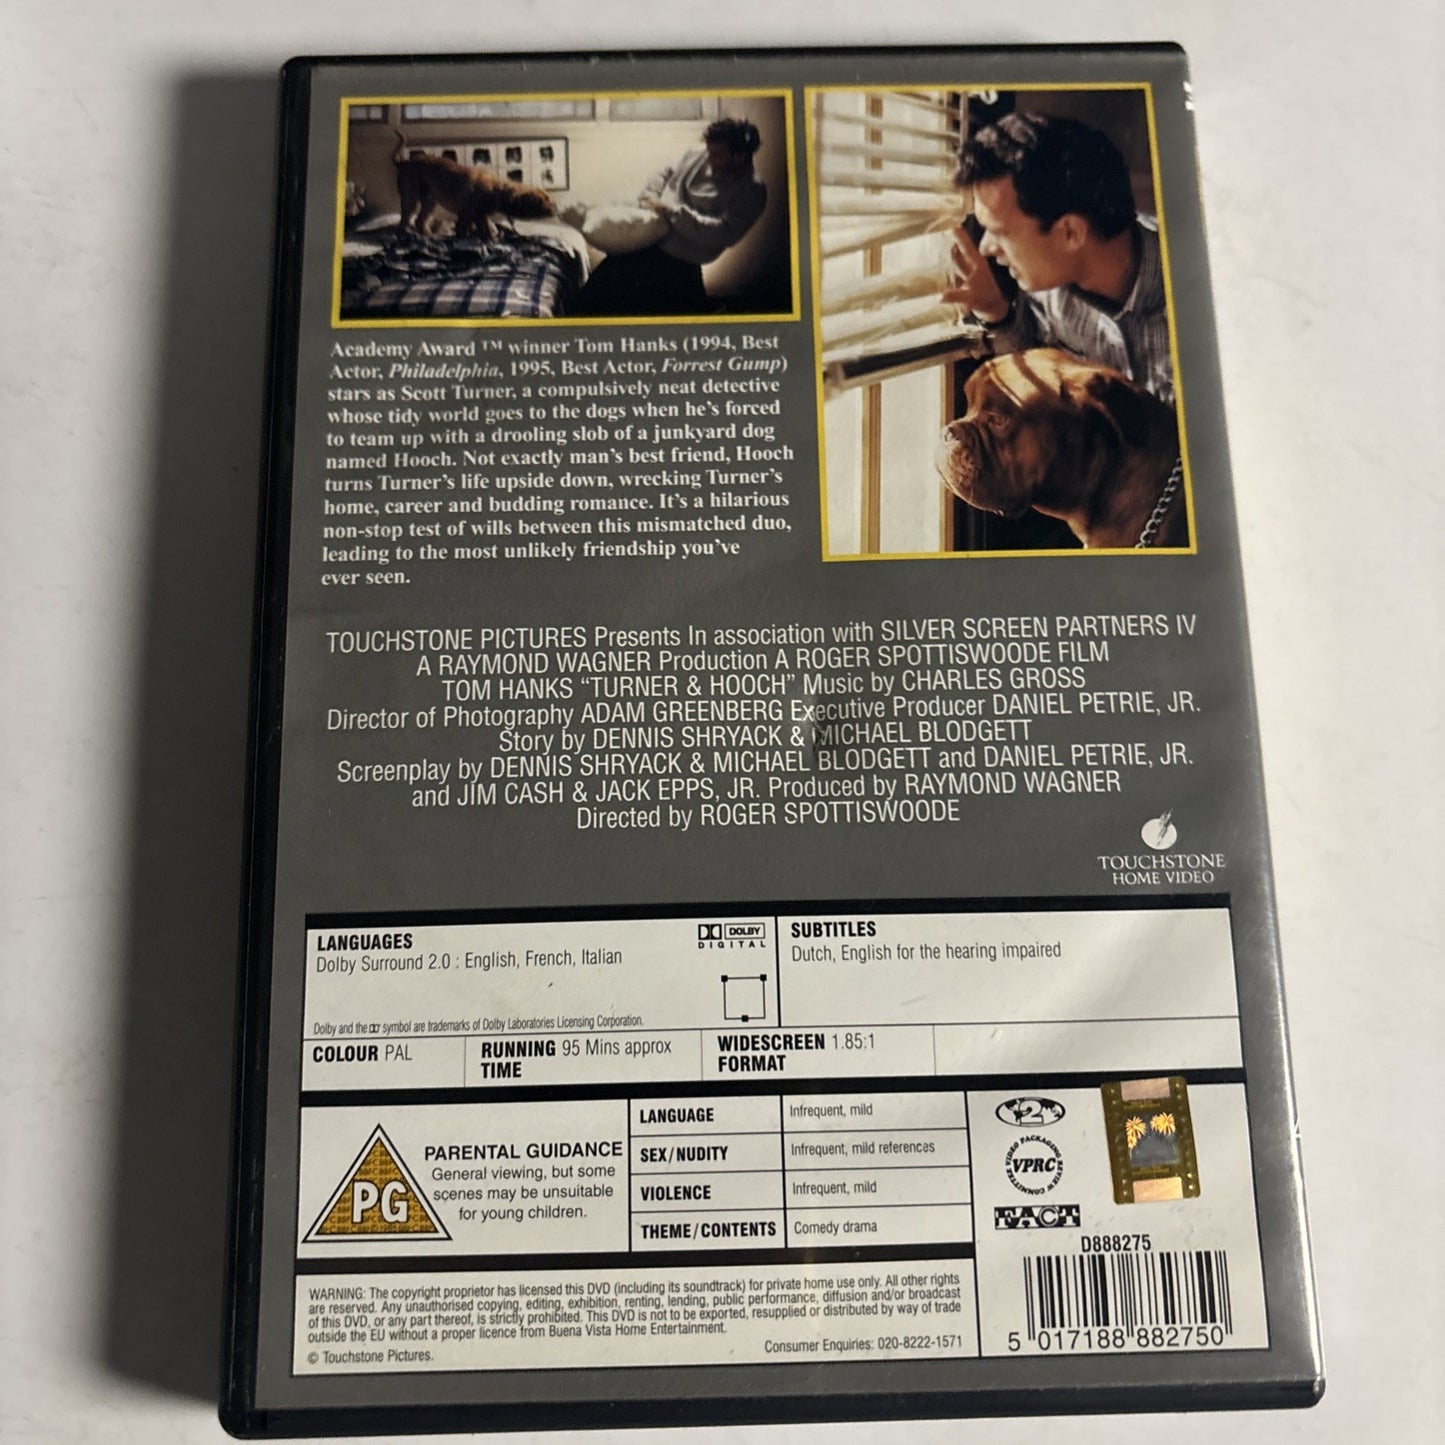 Academy Award ™ winner Tom Hanks (1994, Best
Actor, Philadelphia, 1995, Best Actor, Forrest Gump)
stars as Scott Turner, a compulsively neat detective
whose tidy world goes to the dogs when he's forced
to team up with a drooling slob of a junkyard dog
named Hooch. Not exactly man's best friend, Hooch
turns Turner's life upside down, wrecking Turner's
home, career and budding romance. It's a hilarious
non-stop test of wills between this mismatched duo,
leading to the most unlikely friendship you've
ever seen.
TOUCHSTONE PICTURES Presents In association with SILVER SCREEN PARTNERS IV
A RAYMOND WAGNER Production A ROGER SPOTTISWOODE FILM
TOM HANKS “TURNER & HOOCH” Music by CHARLES GROSS
Director of Photography ADAM GREENBERG Executive Producer DANIEL PETRIE, JR.
Story by DENNIS SHRYACK & MICHAEL BLODGETT
Screenplay by DENNIS SHRYACK & MICHAEL BLODGETT and DANIEL PETRIE, JR.
and JIM CASH & JACK EPPS, JR. Produced by RAYMOND WAGNER
Directed by ROGER SPOTTISWOODE
TOUCHSTONE
HOME VIDEO
LANGUAGES
Dolby Surround 2.0 : English, French, Italian
DOLBY
DIGITAL
Dolby and the symbol are trademarks of Dolby Laboratories Licensing Corporation.
SUBTITLES
Dutch, English for the hearing impaired
COLOUR PAL
RUNNING 95 Mins approx
TIME
WIDESCREEN 1.85:1
FORMAT
PG
PARENTAL GUIDANCE
General viewing, but some
scenes may be unsuitable
for young children.
LANGUAGE Infrequent, mild
SEX/NUDITY Infrequent, mild references
VIOLENCE Infrequent, mild
THEME/CONTENTS Comedy drama
2
VIDEO PACKAGING REVIEW COMMITTEE
VPRC
FACT
D888275
5 017188 882750
WARNING: The copyright proprietor has licensed this DVD (including its soundtrack) for private home use only. All other rights
are reserved. Any unauthorised copying, editing, exhibition, renting, lending, public performance, diffusion and/or broadcast
of this DVD, or any part thereof, is strictly prohibited. This DVD is not to be exported, resupplied or distributed by way of trade
outside the EU without a proper licence from Buena Vista Home Entertainment.
© Touchstone Pictures.
Consumer Enquiries: 020-8222-1571